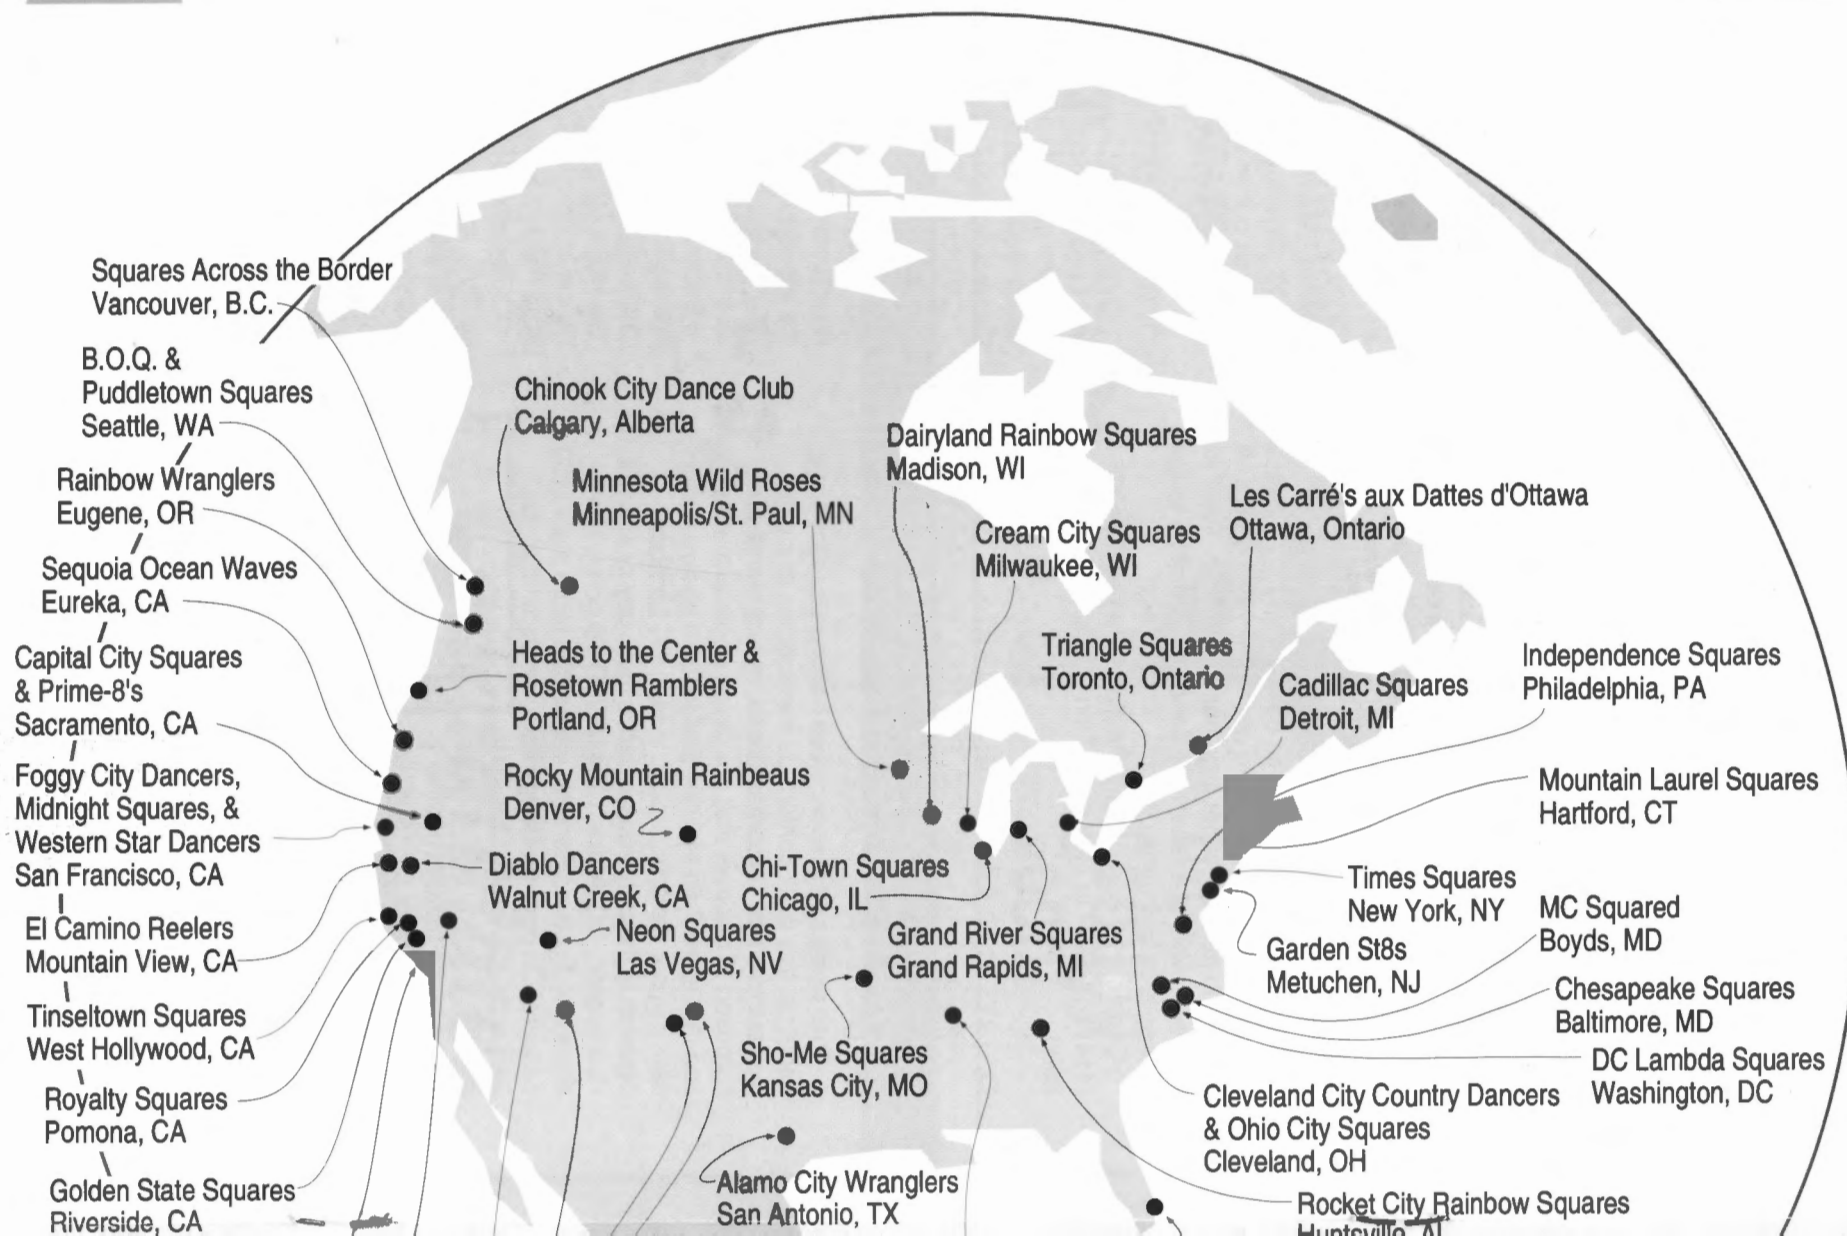 Squares Across the Border
Vancouver, B.C.
B.O.Q. &
Puddletown Squares
Seattle, WA
Rainbow Wranglers
Eugene, OR
Sequoia Ocean Waves
Eureka, CA
Capital City Squares
& Prime-8's
Sacramento, CA
Foggy City Dancers,
Midnight Squares, &
Western Star Dancers
San Francisco, CA
El Camino Reelers
Mountain View, CA
Tinseltown Squares
West Hollywood, CA
Royalty Squares
Pomona, CA
Golden State Squares
Riverside, CA
Chinook City Dance Club
Calgary, Alberta
Minnesota Wild Roses
Minneapolis/St. Paul, MN
Heads to the Center &
Rosetown Ramblers
Portland, OR
Rocky Mountain Rainbeaus
Denver, CO
Diablo Dancers
Walnut Creek, CA
Neon Squares
Las Vegas, NV
Chi-Town Squares
Chicago, IL
Sho-Me Squares
Kansas City, MO
Alamo City Wranglers
San Antonio, TX
Dairyland Rainbow Squares
Madison, WI
Cream City Squares
Milwaukee, WI
Grand River Squares
Grand Rapids, MI
Triangle Squares
Toronto, Ontario
Les Carré's aux Dattes d'Ottawa
Ottawa, Ontario
Cadillac Squares
Detroit, MI
Independence Squares
Philadelphia, PA
Mountain Laurel Squares
Hartford, CT
Times Squares
New York, NY
Garden St8s
Metuchen, NJ
MC Squared
Boyds, MD
Chesapeake Squares
Baltimore, MD
DC Lambda Squares
Washington, DC
Cleveland City Country Dancers
& Ohio City Squares
Cleveland, OH
Rocket City Rainbow Squares
Huntsville, AL